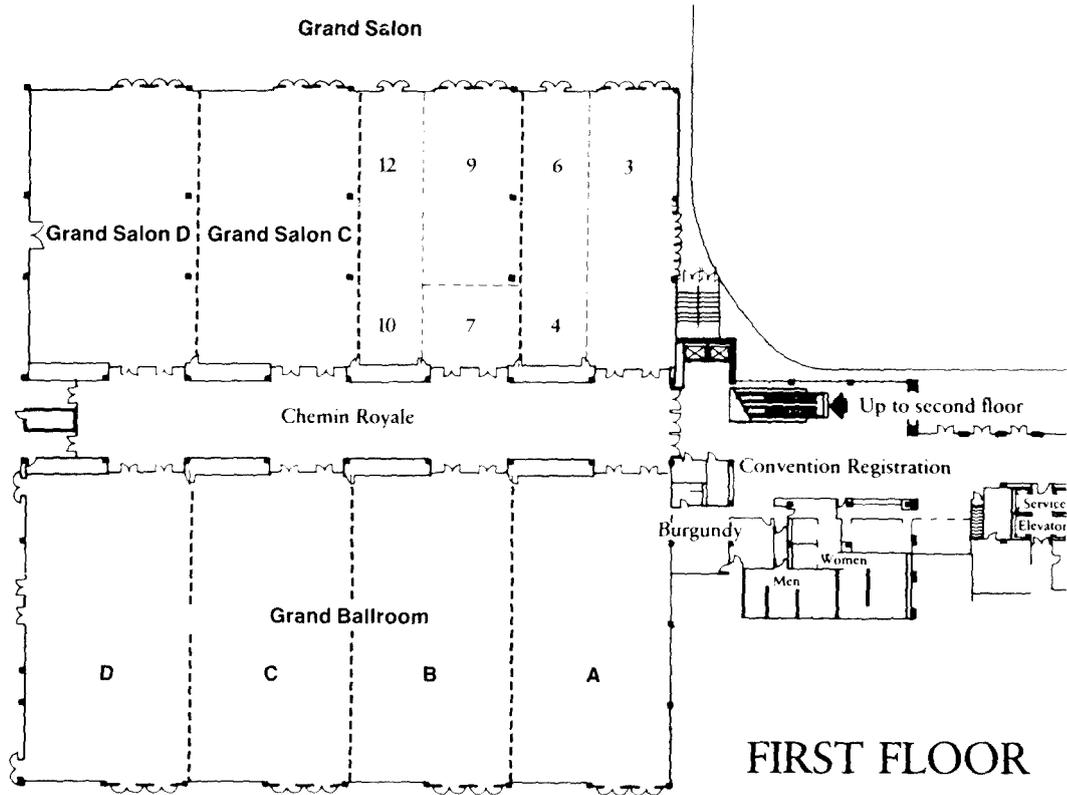 Grand Salon
12 9 6 3
Grand Salon D Grand Salon C
10 7 4
Chemin Royale
Up to second floor
Convention Registration
Service
Elevator
Burgundy
Women
Men
Grand Ballroom
D C B A
FIRST FLOOR